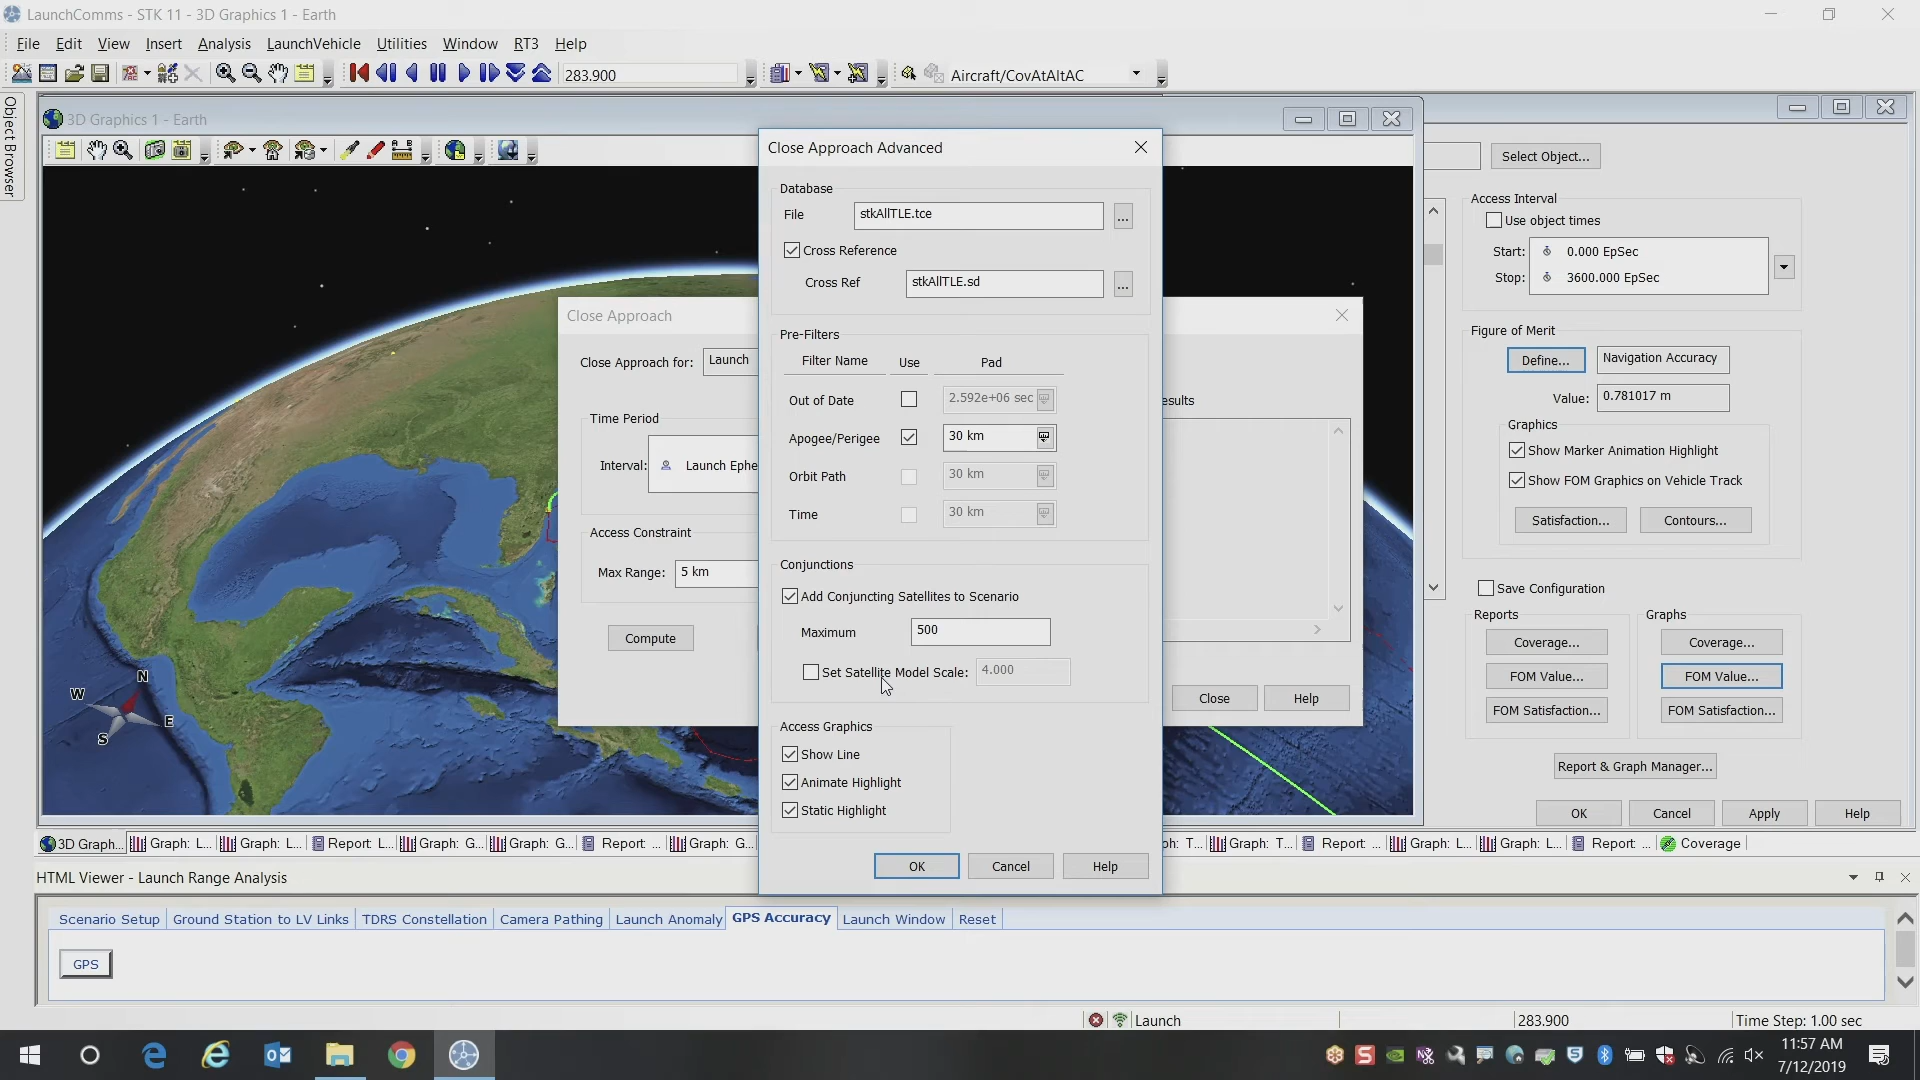 LaunchComms - STK 11 - 3D Graphics 1 - Earth
File Edit View Insert Analysis LaunchVehicle Utilities Window RT3 Help
283.900
Aircraft/CovAtAltAC
Object Browser
3D Graphics 1 - Earth
Close Approach Advanced
Database
File stkAllTLE.tce ...
Cross Reference
Cross Ref stkAllTLE.sd ...
Pre-Filters
Filter Name Use Pad
Out of Date 2.592e+06 sec
Apogee/Perigee 30 km
Orbit Path 30 km
Time 30 km
Conjunctions
Add Conjuncting Satellites to Scenario
Maximum 500
Set Satellite Model Scale: 4.000
Access Graphics
Show Line
Animate Highlight
Static Highlight
OK Cancel Help
Close Approach
Close Approach for: Launch
Time Period
Interval: Launch Ephe
Access Constraint
Max Range: 5 km
Compute
esults
Close Help
Select Object...
Access Interval
Use object times
Start: 0.000 EpSec
Stop: 3600.000 EpSec
Figure of Merit
Define... Navigation Accuracy
Value: 0.781017 m
Graphics
Show Marker Animation Highlight
Show FOM Graphics on Vehicle Track
Satisfaction... Contours...
Save Configuration
Reports Graphs
Coverage... Coverage...
FOM Value... FOM Value...
FOM Satisfaction... FOM Satisfaction...
Report & Graph Manager...
OK Cancel Apply Help
N
W
E
S
3D Graph... Graph: L... Graph: L... Report: L... Graph: G... Graph: G... Report: ... Graph: G... ph: T... Graph: T... Report: ... Graph: L... Graph: L... Report: ... Coverage
HTML Viewer - Launch Range Analysis
Scenario Setup Ground Station to LV Links TDRS Constellation Camera Pathing Launch Anomaly GPS Accuracy Launch Window Reset
GPS
Launch 283.900 Time Step: 1.00 sec
11:57 AM
7/12/2019